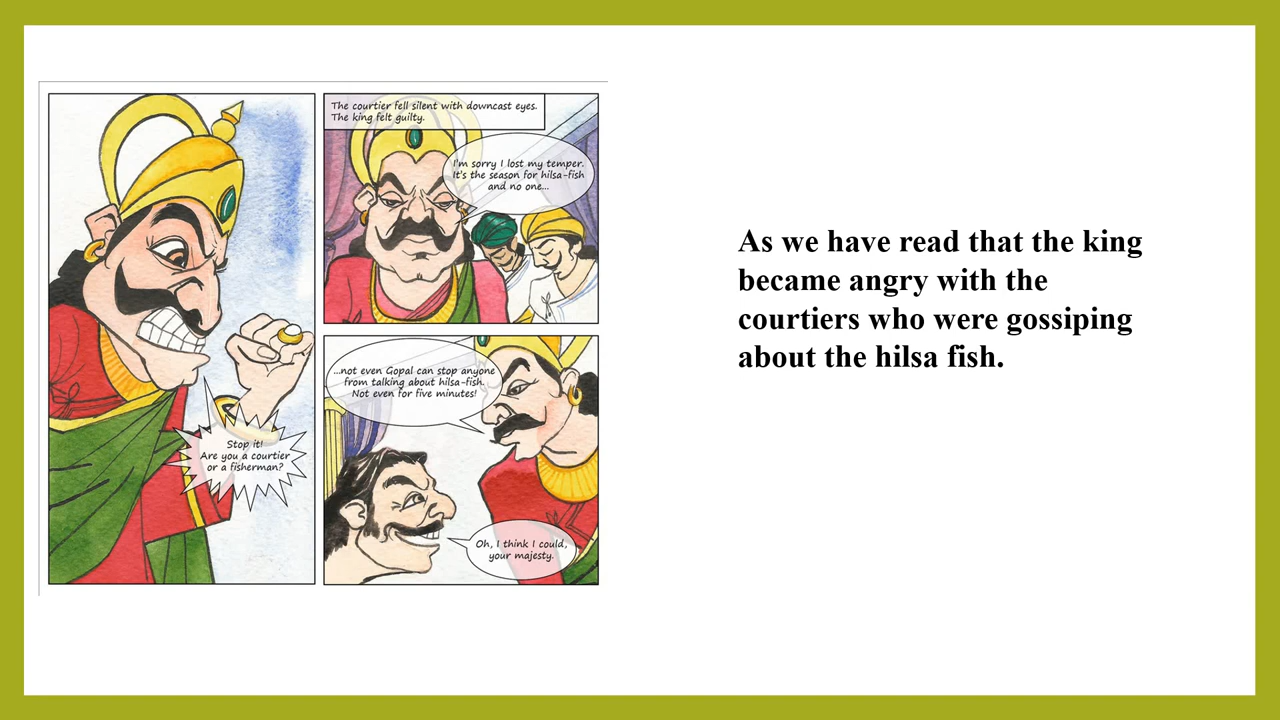 Stop it!
Are you a courtier
or a fisherman?
The courtier fell silent with downcast eyes.
The king felt guilty.
I'm sorry I lost my temper.
It's the season for hilsa-fish
and no one...
...not even Gopal can stop anyone
from talking about hilsa-fish.
Not even for five minutes!
Oh, I think I could,
your majesty.
As we have read that the king
became angry with the
courtiers who were gossiping
about the hilsa fish.